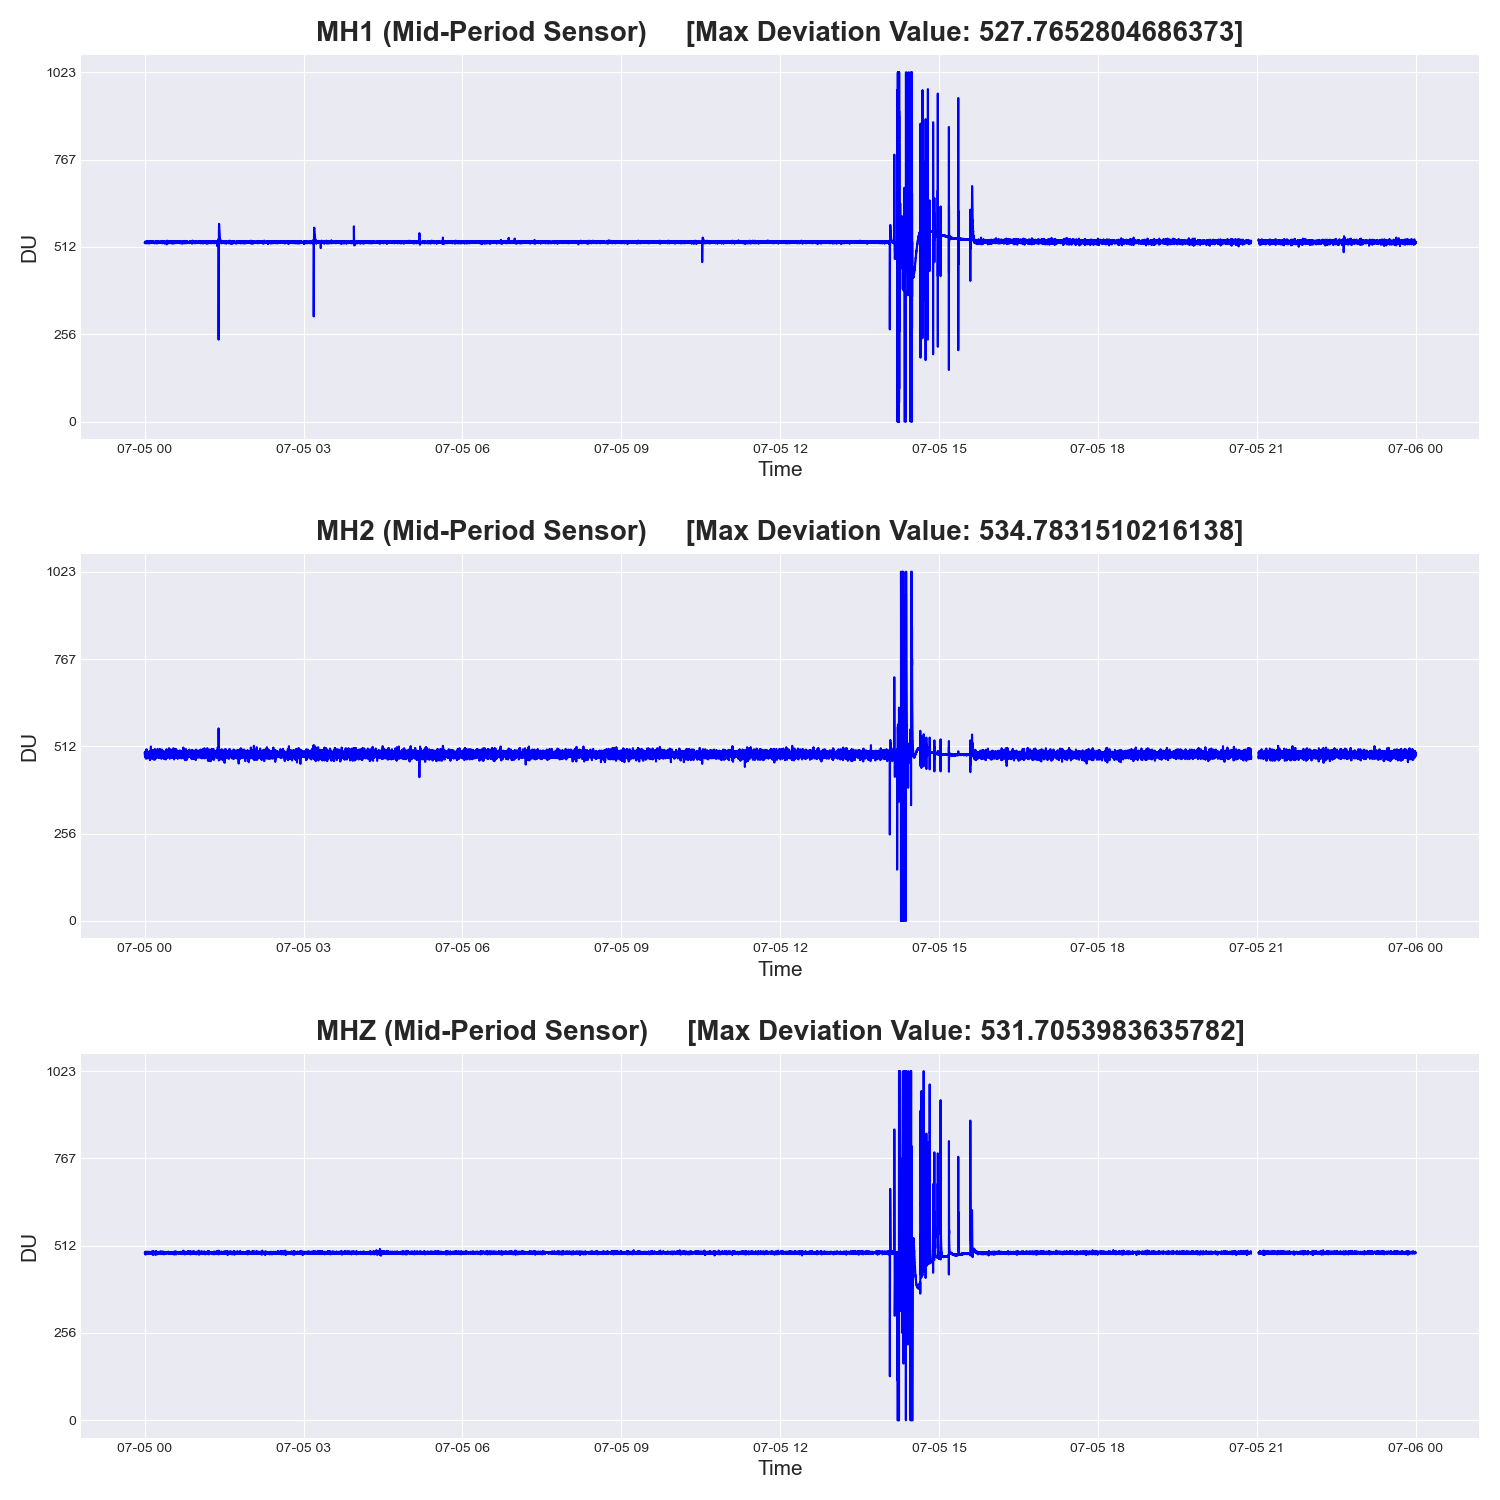 MH1 (Mid-Period Sensor) [Max Deviation Value: 527.7652804686373]
1023
767
512
256
0
DU
07-05 00 07-05 03 07-05 06 07-05 09 07-05 12 07-05 15 07-05 18 07-05 21 07-06 00
Time
MH2 (Mid-Period Sensor) [Max Deviation Value: 534.7831510216138]
1023
767
512
256
0
DU
07-05 00 07-05 03 07-05 06 07-05 09 07-05 12 07-05 15 07-05 18 07-05 21 07-06 00
Time
MHZ (Mid-Period Sensor) [Max Deviation Value: 531.7053983635782]
1023
767
512
256
0
DU
07-05 00 07-05 03 07-05 06 07-05 09 07-05 12 07-05 15 07-05 18 07-05 21 07-06 00
Time